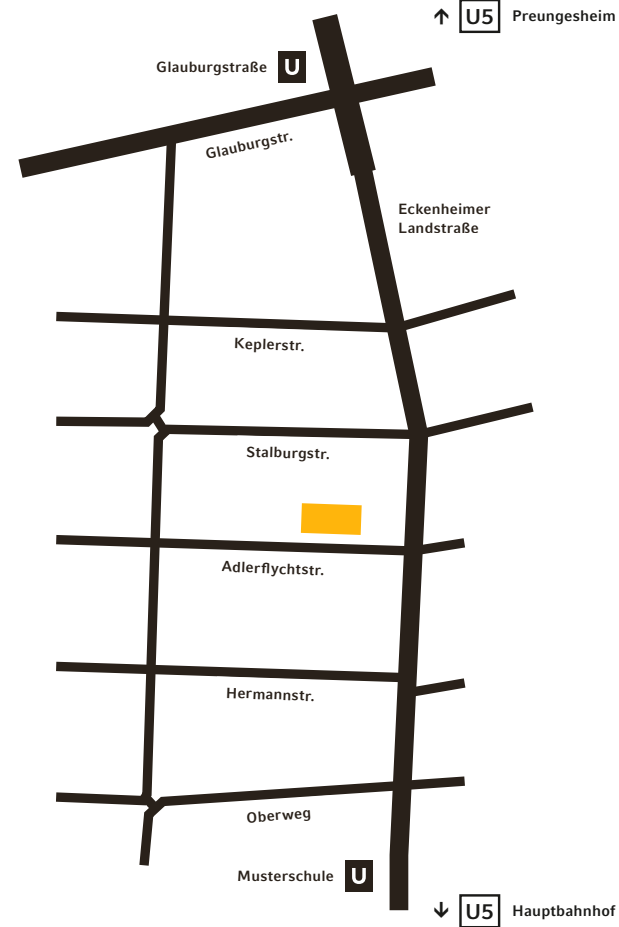 ↑ U5 Preungesheim
Glauburgstraße U
Glauburgstr.
Eckenheimer
Landstraße
Keplerstr.
Stalburgstr.
Adlerflychtstr.
Hermannstr.
Oberweg
Musterschule U
↓ U5 Hauptbahnhof